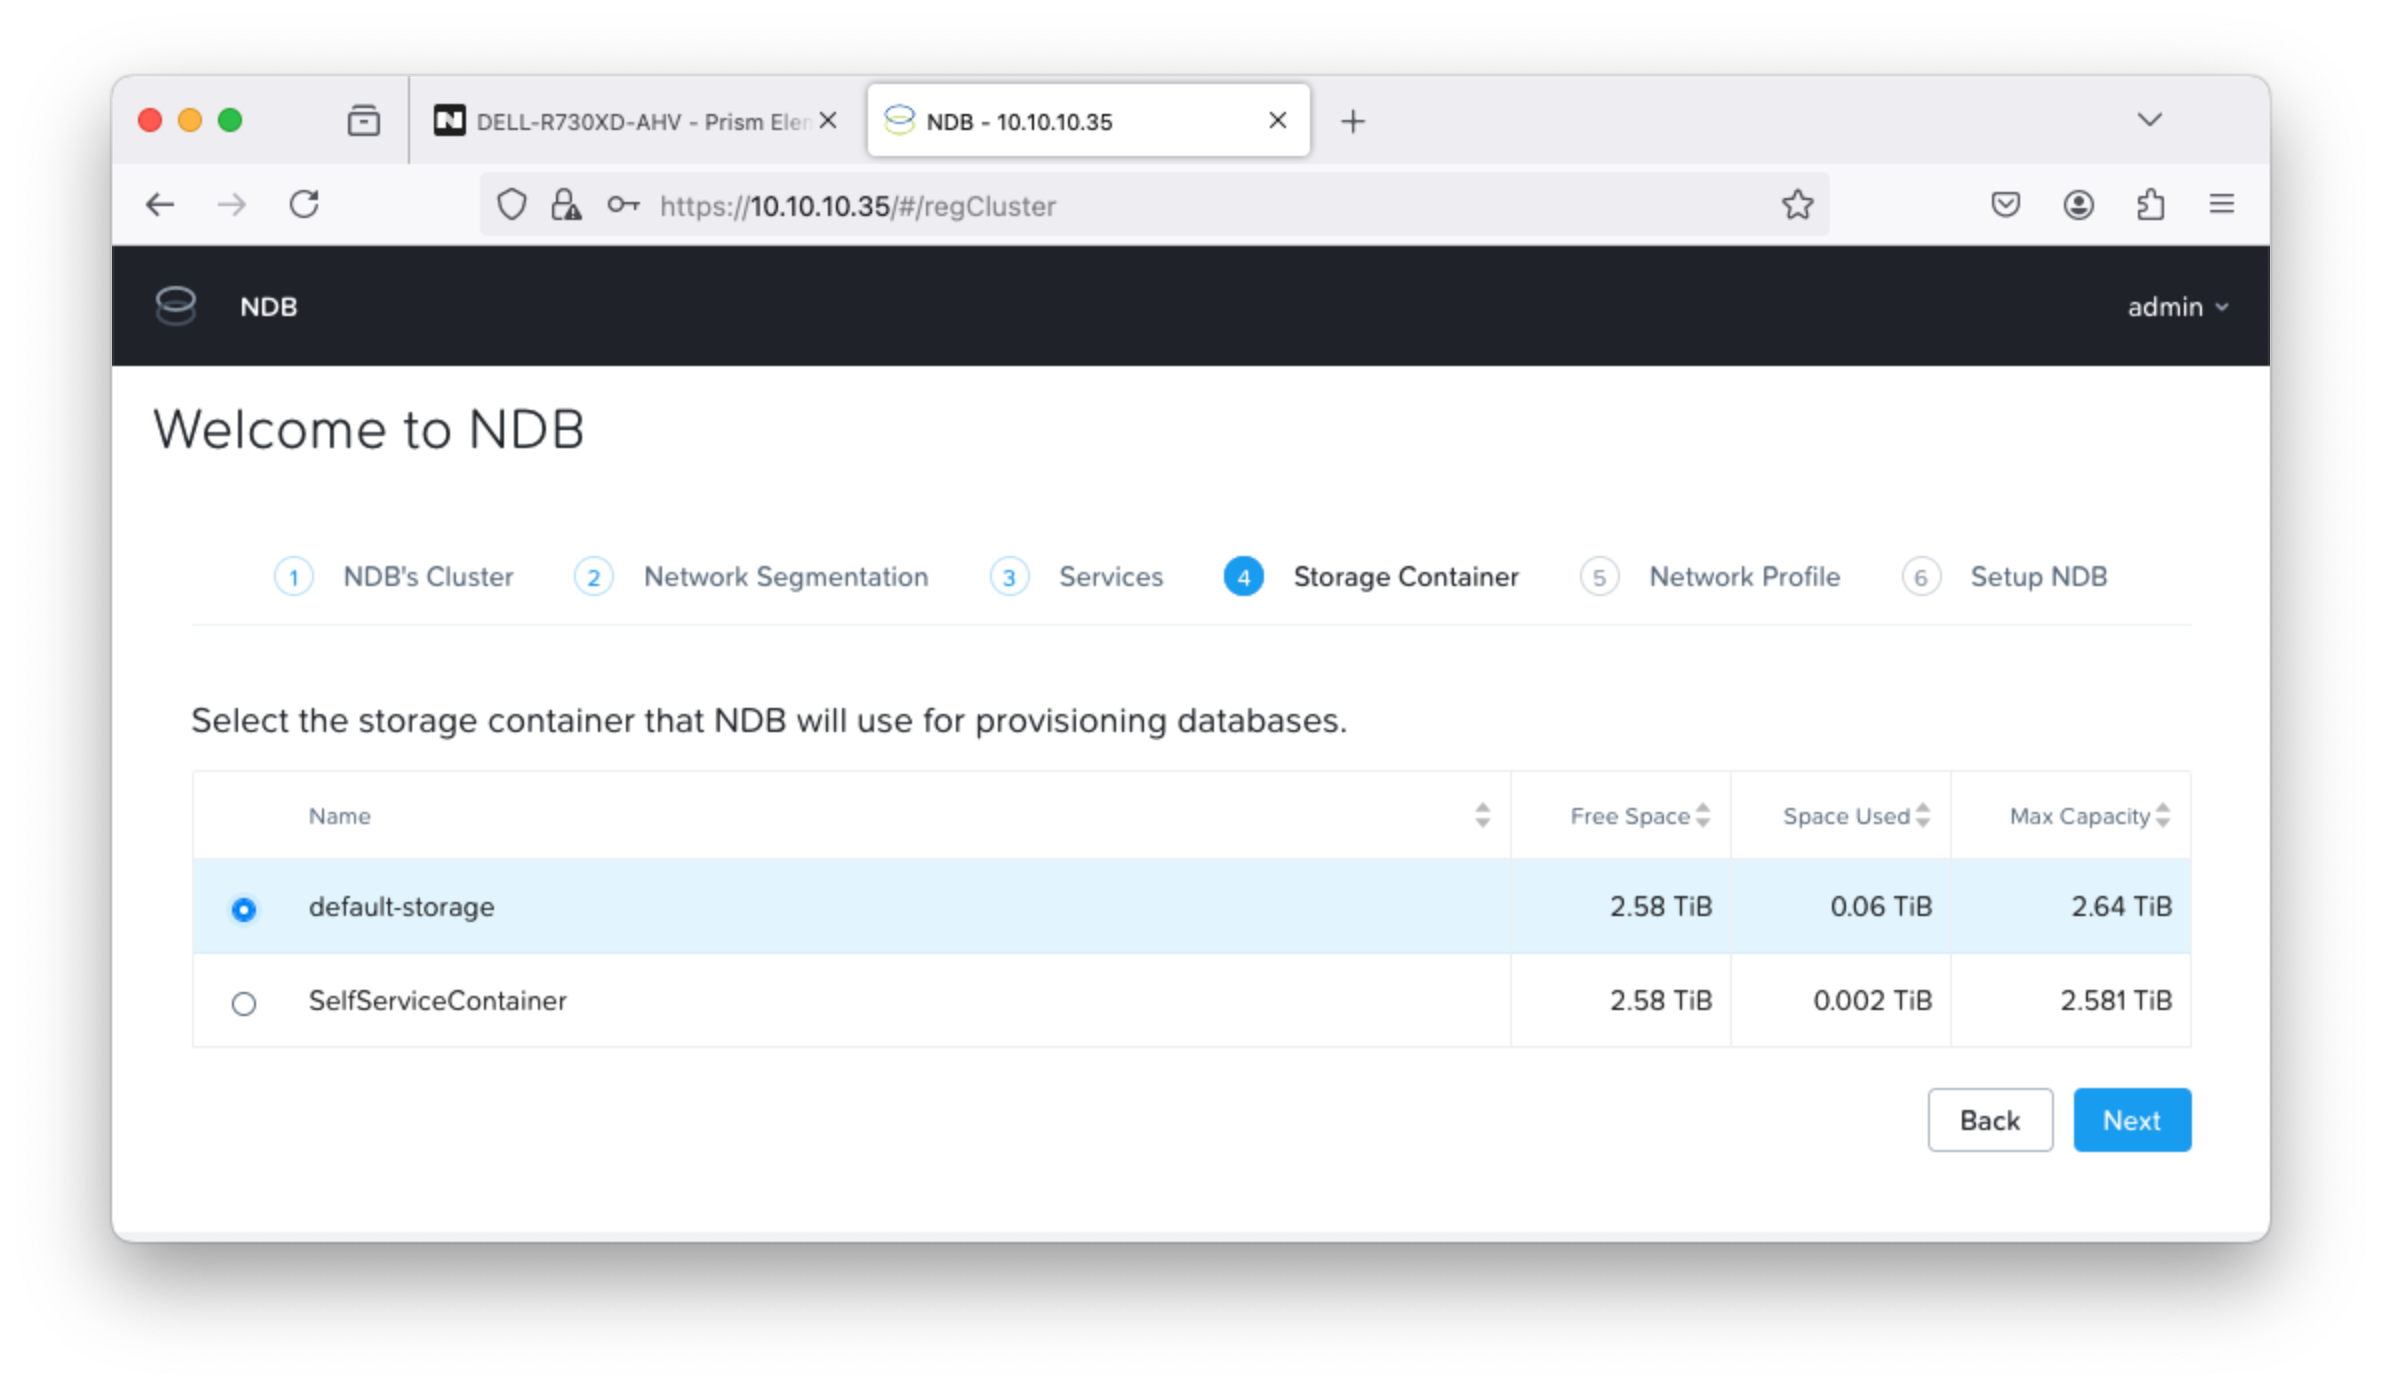 DELL-R730XD-AHV - Prism Elen
NDB - 10.10.10.35
https://10.10.10.35/#/regCluster
NDB
admin
Welcome to NDB
1 NDB's Cluster 2 Network Segmentation 3 Services 4 Storage Container 5 Network Profile 6 Setup NDB
Select the storage container that NDB will use for provisioning databases.
Name Free Space Space Used Max Capacity
default-storage 2.58 TiB 0.06 TiB 2.64 TiB
SelfServiceContainer 2.58 TiB 0.002 TiB 2.581 TiB
Back Next